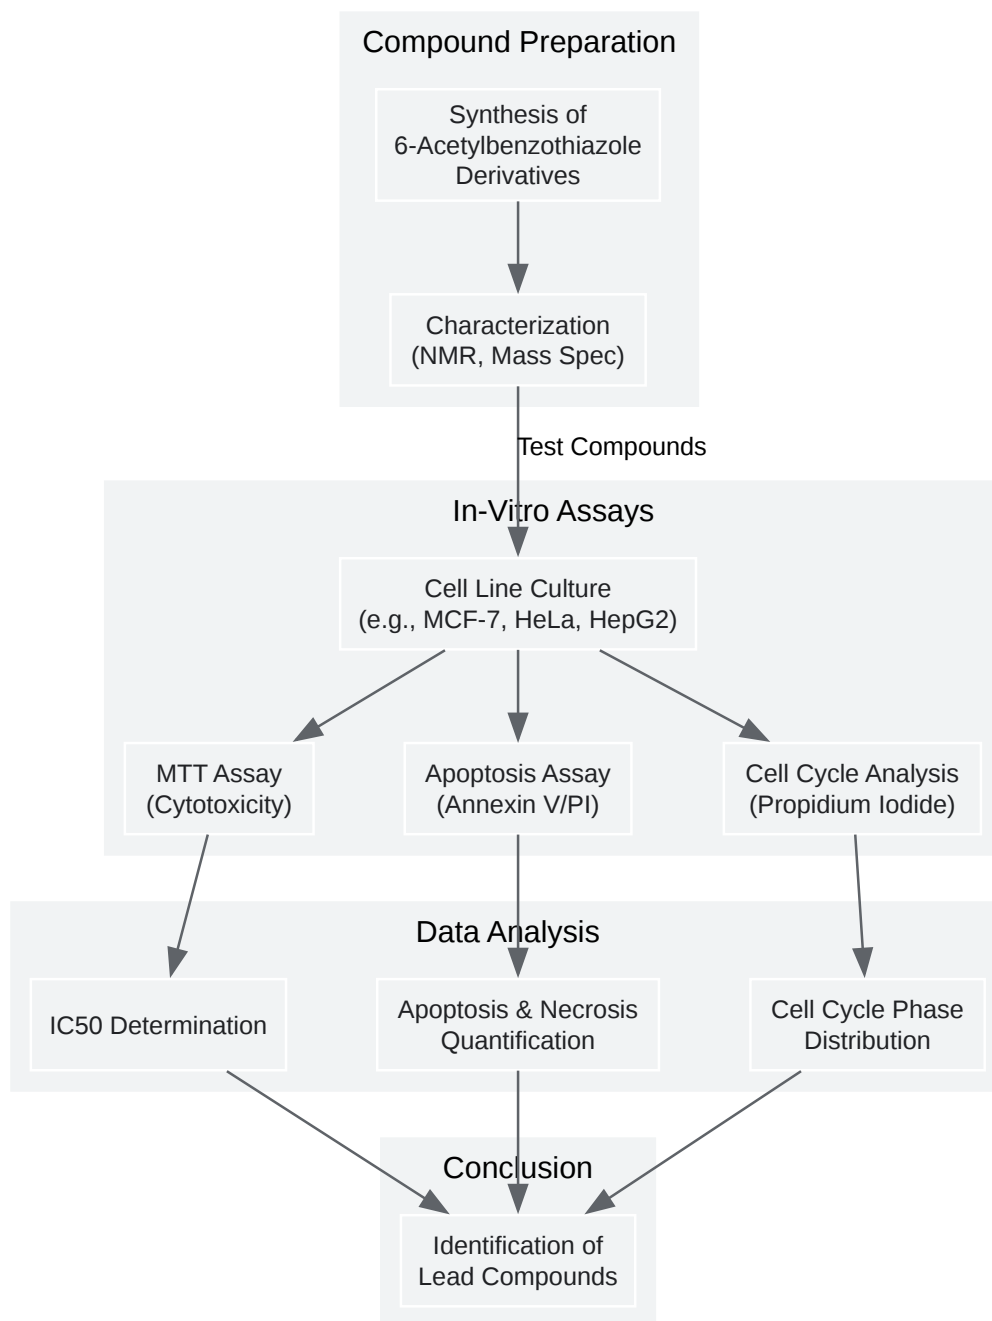 Compound Preparation
Synthesis of
6-Acetylbenzothiazole
Derivatives
Characterization
(NMR, Mass Spec)
Test Compounds
In-Vitro Assays
Cell Line Culture
(e.g., MCF-7, HeLa, HepG2)
MTT Assay
(Cytotoxicity)
Apoptosis Assay
(Annexin V/PI)
Cell Cycle Analysis
(Propidium Iodide)
Data Analysis
IC50 Determination
Apoptosis & Necrosis
Quantification
Cell Cycle Phase
Distribution
Conclusion
Identification of
Lead Compounds